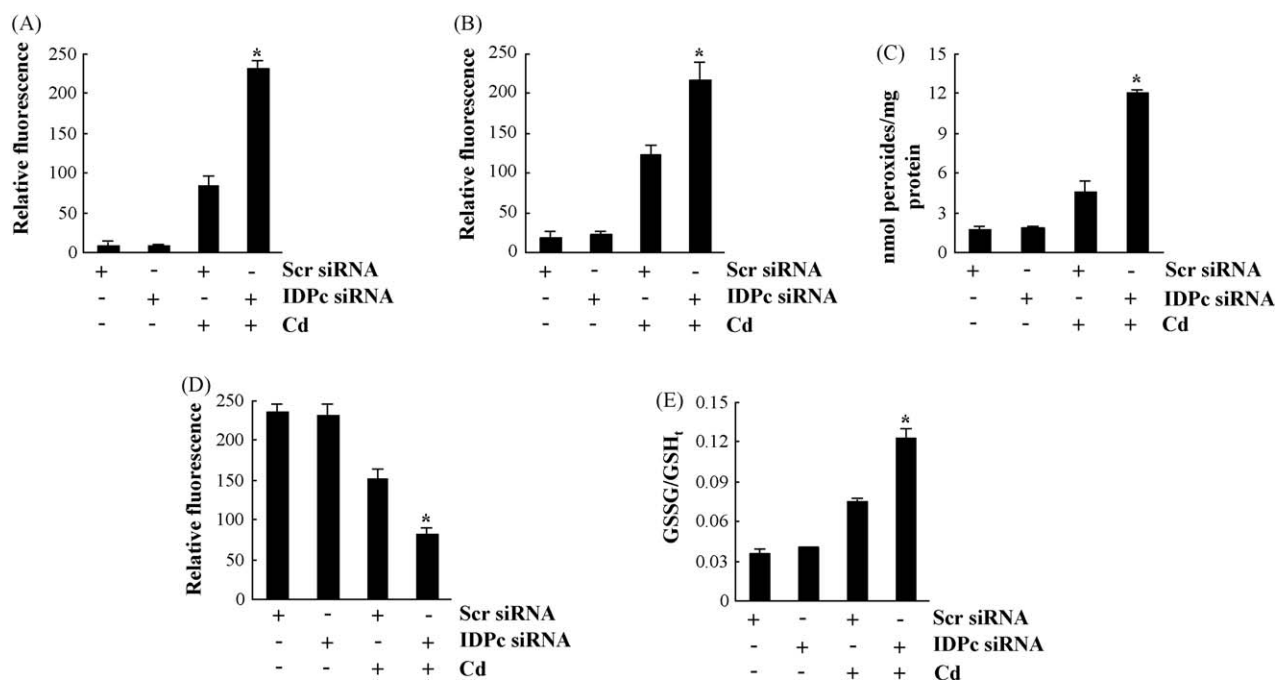 (A)
Relative fluorescence
250
200
150
100
50
0
*
+ - + - Scr siRNA
- + - + IDPc siRNA
- - + + Cd
(B)
Relative fluorescence
250
200
150
100
50
0
*
+ - + - Scr siRNA
- + - + IDPc siRNA
- - + + Cd
(C)
nmol peroxides/mg
protein
15
12
9
6
3
0
*
+ - + - Scr siRNA
- + - + IDPc siRNA
- - + + Cd
(D)
Relative fluorescence
250
200
150
100
50
0
*
+ - + - Scr siRNA
- + - + IDPc siRNA
- - + + Cd
(E)
GSSG/GSHt
0.15
0.12
0.09
0.06
0.03
0
*
+ - + - Scr siRNA
- + - + IDPc siRNA
- - + + Cd